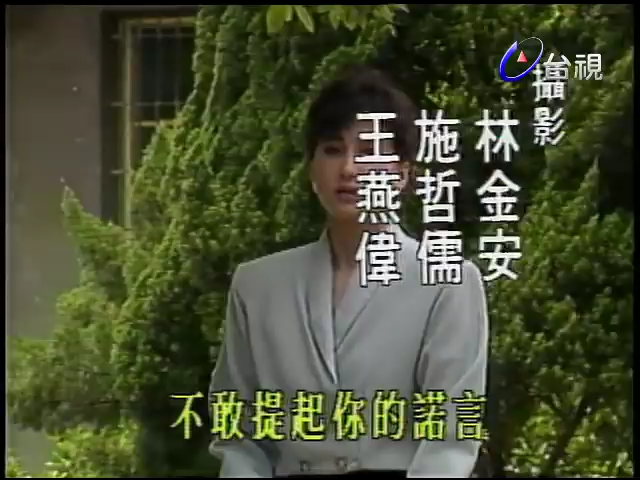 台視
攝影
林金安
施哲儒
王燕偉
不敢提起你的諾言